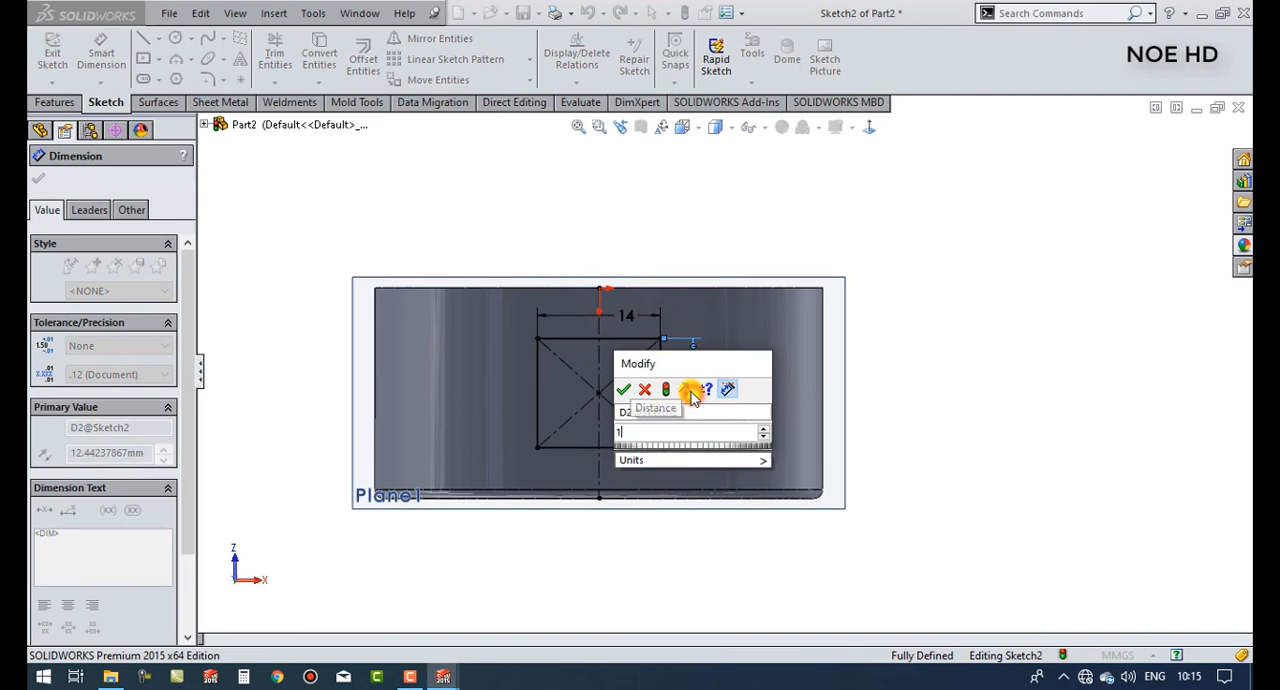 SOLIDWORKS File Edit View Insert Tools Window Help Sketch2 of Part2 * Search Commands
Exit Sketch Smart Dimension Trim Entities Convert Entities Offset Entities Mirror Entities Linear Sketch Pattern Move Entities Display/Delete Relations Repair Sketch Quick Snaps Rapid Sketch Tools Dome Sketch Picture NOE HD
Features Sketch Surfaces Sheet Metal Weldments Mold Tools Data Migration Direct Editing Evaluate DimXpert SOLIDWORKS Add-Ins SOLIDWORKS MBD
Part2 (Default<<Default>_...
Dimension ?
Value Leaders Other
Style
<NONE>
Tolerance/Precision
None
.12 (Document)
Primary Value
D2@Sketch2
12.44237867mm
Dimension Text
<DIM>
14
Modify
Distance
D2
1
Units >
Plane1
Z
X
SOLIDWORKS Premium 2015 x64 Edition Fully Defined Editing Sketch2 MMGS
ENG 10:15